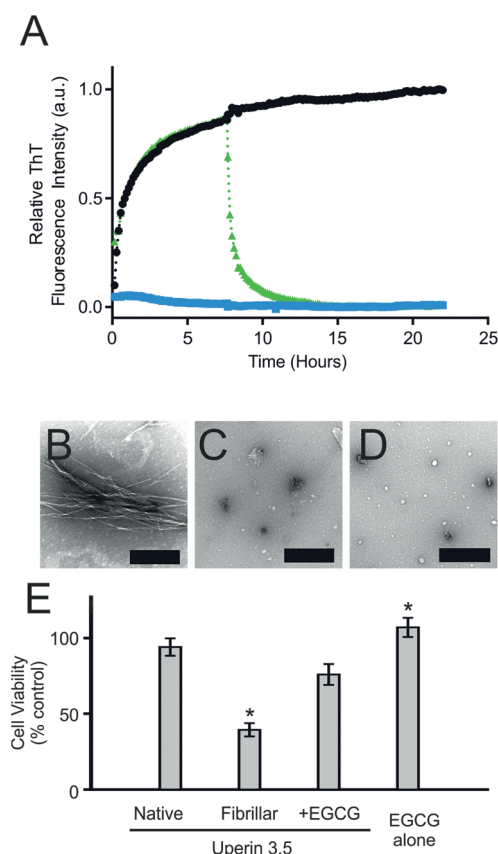 A
Relative ThT
Fluorescence Intensity (a.u.)
1.0
0.5
0.0
0
5
10
15
20
25
Time (Hours)
B
C
D
E
Cell Viability
(% control)
100
50
0
*
*
Native
Fibrillar
+EGCG
EGCG
alone
Uperin 3.5